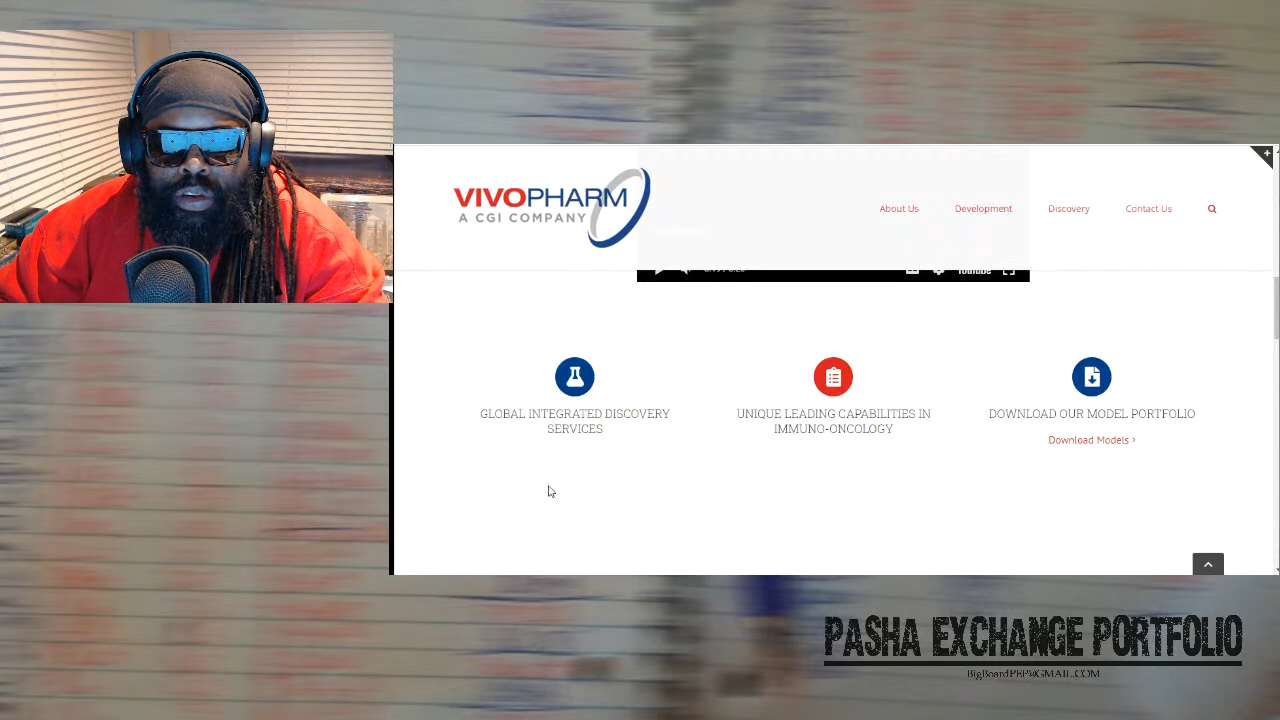 VIVOPHARM
A CGI COMPANY
About Us
Development
Discovery
Contact Us
YouTube
GLOBAL INTEGRATED DISCOVERY
SERVICES
UNIQUE LEADING CAPABILITIES IN
IMMUNO-ONCOLOGY
DOWNLOAD OUR MODEL PORTFOLIO
Download Models ›
PASHA EXCHANGE PORTFOLIO
BigBoardPEP@GMAIL.COM